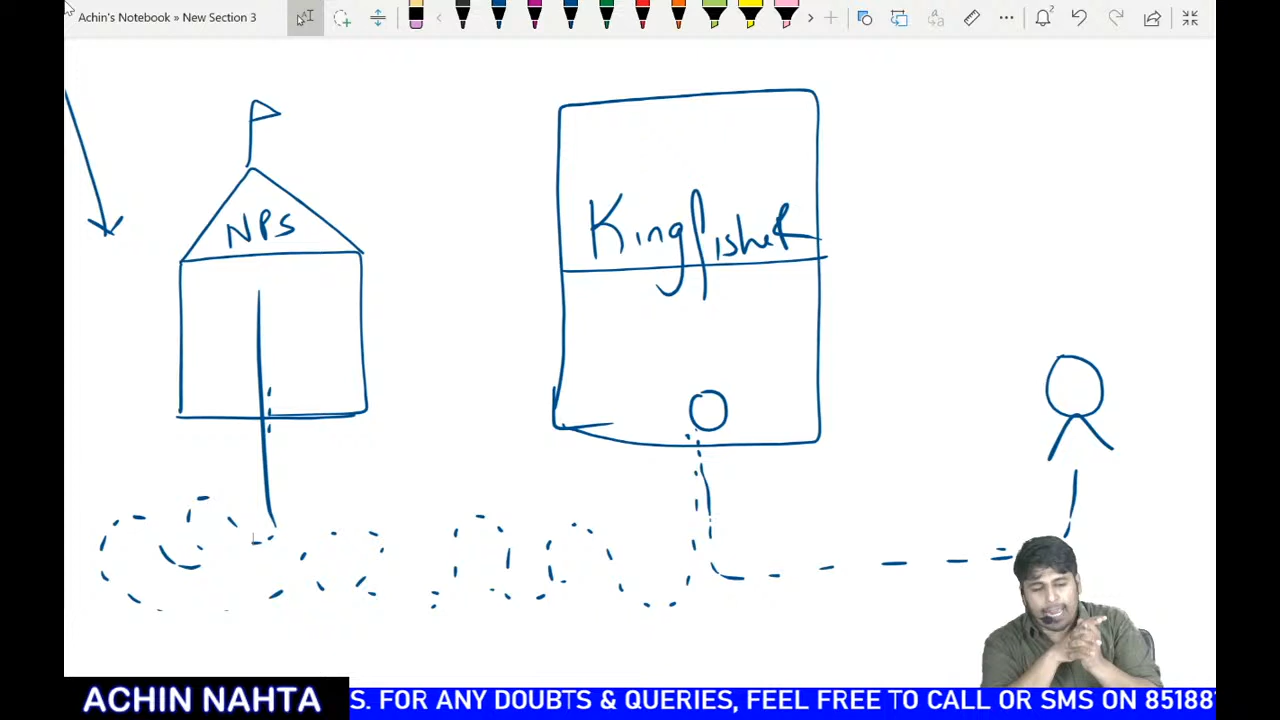 Achin's Notebook » New Section 3
NPS
Kingfisher
ACHIN NAHTA
S. FOR ANY DOUBTS & QUERIES, FEEL FREE TO CALL OR SMS ON 85188